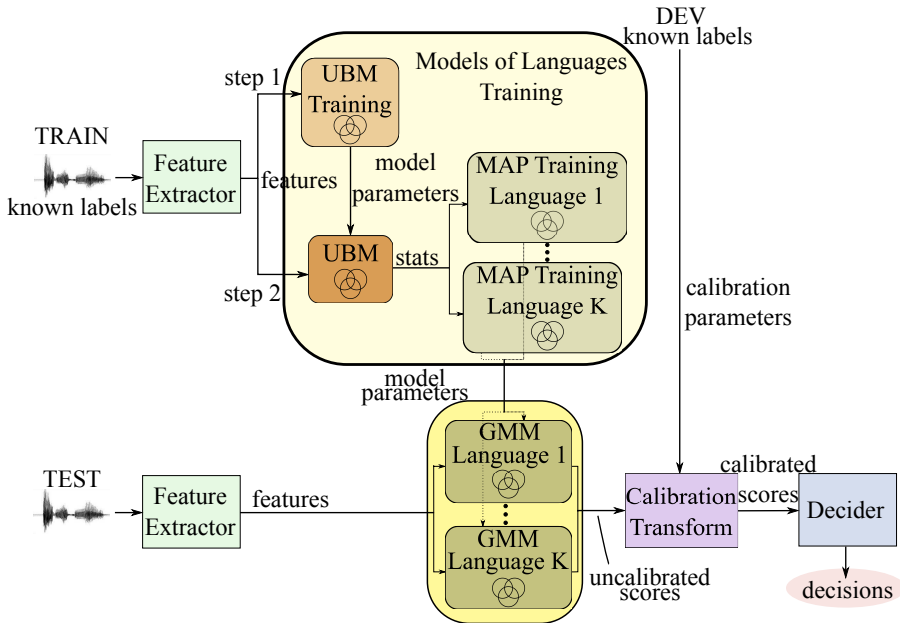 DEV
known labels
Models of Languages
Training
step 1
UBM
Training
TRAIN
known labels
Feature
Extractor
features
model
parameters
MAP Training
Language 1
UBM
stats
step 2
MAP Training
Language K
calibration
parameters
model
parameters
GMM
Language 1
TEST
Feature
Extractor
features
GMM
Language K
uncalibrated
scores
Calibration
Transform
calibrated
scores
Decider
decisions